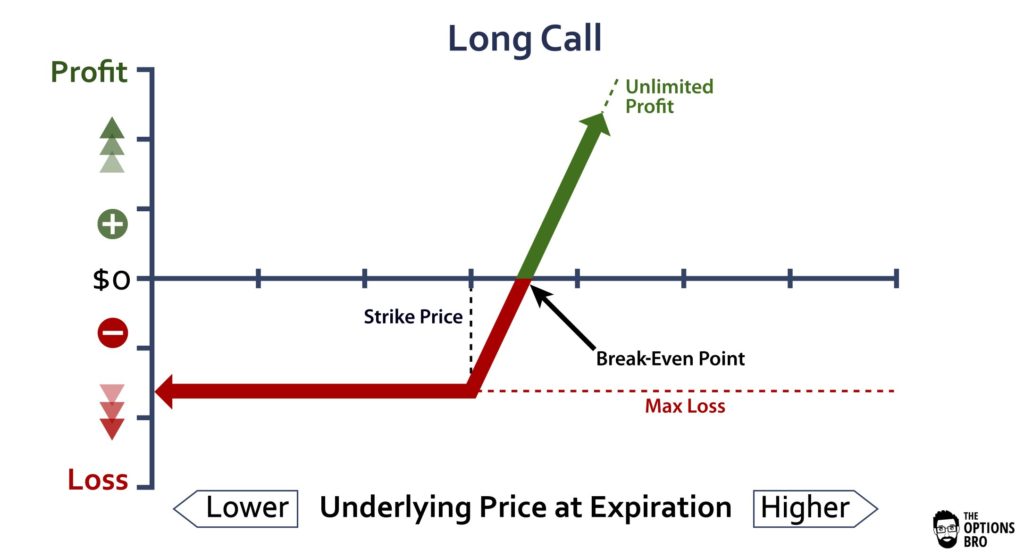 Long Call
Profit
Unlimited
Profit
$0
Strike Price
Break-Even Point
Max Loss
Loss
Lower
Underlying Price at Expiration
Higher
THE
OPTIONS
BRO